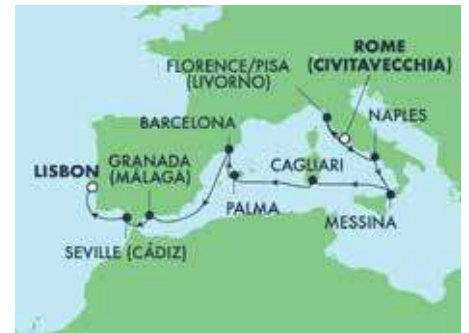 ROME
(CIVITAVECCHIA)
FLORENCE/PISA
(LIVORNO)
NAPLES
BARCELONA
LISBON
GRANADA
(MÁLAGA)
CAGLIARI
PALMA
MESSINA
SEVILLE (CÁDIZ)